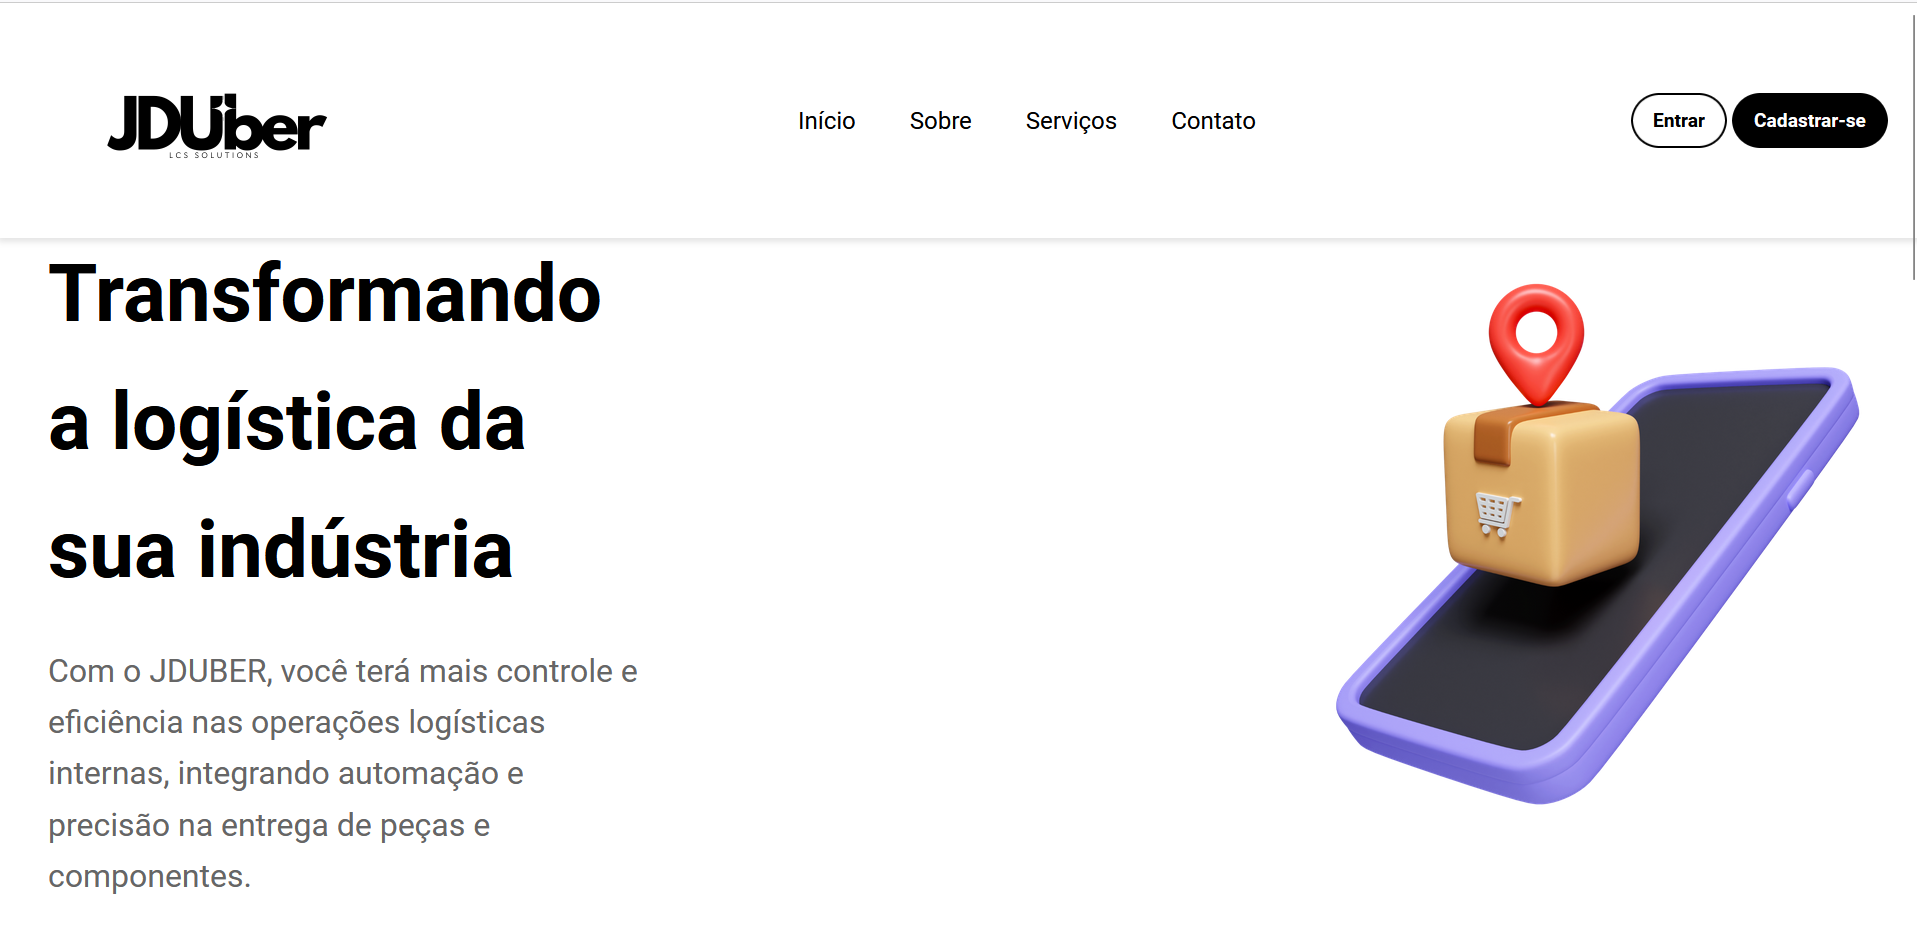 JDUber
LCS SOLUTIONS
Início
Sobre
Serviços
Contato
Entrar
Cadastrar-se
Transformando
a logística da
sua indústria
Com o JDUBER, você terá mais controle e
eficiência nas operações logísticas
internas, integrando automação e
precisão na entrega de peças e
componentes.